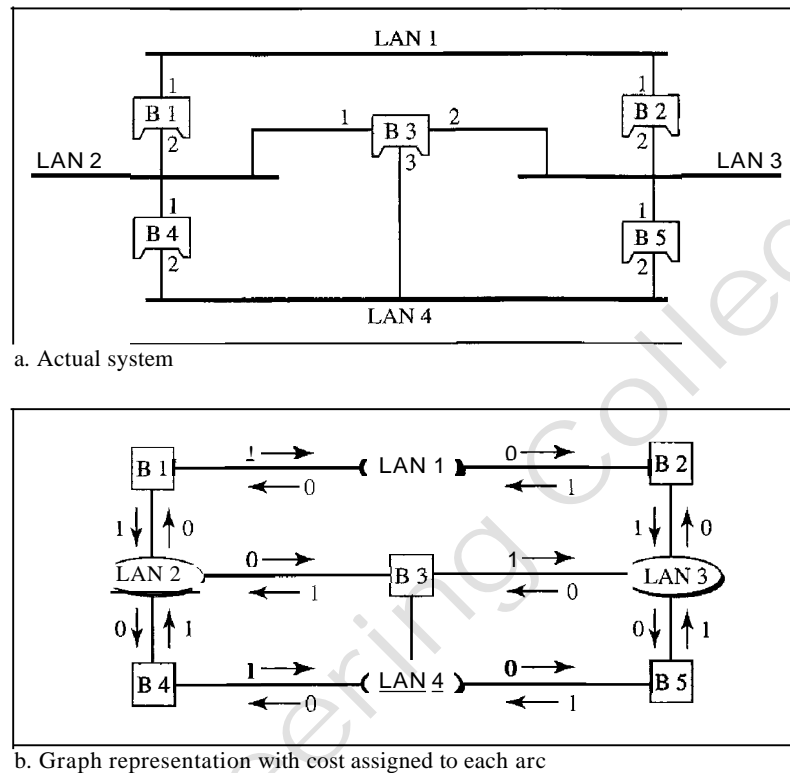 LAN 1
1 1
B 1 1 B 3 2 B 2
2 3 2
LAN 2 LAN 3
1 1
B 4 B 5
2 2
LAN 4
a. Actual system
B 1 1 LAN 1 0 B 2
0 1
1 0 1 0
LAN 2 0 B 3 1 LAN 3
1 0
0 1 0 1
B 4 1 LAN 4 0 B 5
0 1
b. Graph representation with cost assigned to each arc
ering Collec